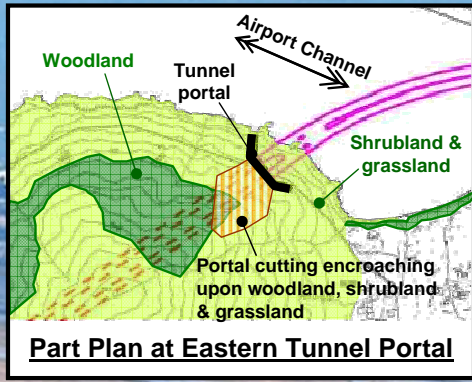 Airport Channel
Woodland
Tunnel
portal
Shrubland &
grassland
Portal cutting encroaching
upon woodland, shrubland
& grassland
Part Plan at Eastern Tunnel Portal